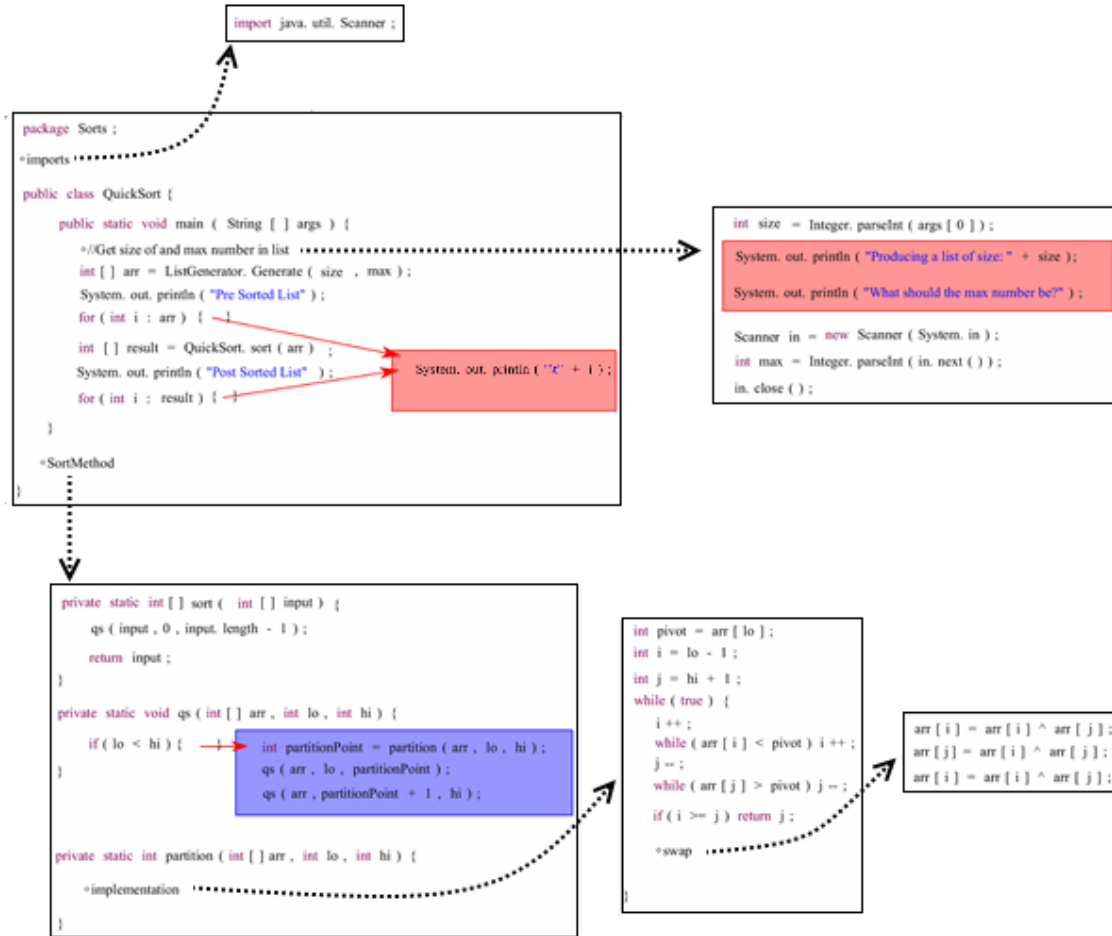 import java. util. Scanner ;
package Sorts ;
∘imports
public class QuickSort {
public static void main ( String [ ] args ) {
∘//Get size of and max number in list
int [ ] arr = ListGenerator. Generate ( size , max ) ;
System. out. println ( "Pre Sorted List" ) ;
for ( int i : arr ) { }
int [ ] result = QuickSort. sort ( arr ) ;
System. out. println ( "Post Sorted List" ) ;
for ( int i : result ) { }
}
∘SortMethod
}
System. out. println ( + i ) ;
int size = Integer. parseInt ( args [ 0 ] ) ;
System. out. println ( "Producing a list of size: " + size ) ;
System. out. println ( "What should the max number be?" ) ;
Scanner in = new Scanner ( System. in ) ;
int max = Integer. parseInt ( in. next ( ) ) ;
in. close ( ) ;
private static int [ ] sort ( int [ ] input ) {
qs ( input , 0 , input. length - 1 ) ;
return input ;
}
private static void qs ( int [ ] arr , int lo , int hi ) {
if ( lo < hi ) { }
}
int partitionPoint = partition ( arr , lo , hi ) ;
qs ( arr , lo , partitionPoint ) ;
qs ( arr , partitionPoint + 1 , hi ) ;
private static int partition ( int [ ] arr , int lo , int hi ) {
∘implementation
}
int pivot = arr [ lo ] ;
int i = lo - 1 ;
int j = hi + 1 ;
while ( true ) {
i ++ ;
while ( arr [ i ] < pivot ) i ++ ;
j -- ;
while ( arr [ j ] > pivot ) j -- ;
if ( i >= j ) return j ;
∘swap
}
arr [ i ] = arr [ i ] ^ arr [ j ] ;
arr [ j ] = arr [ i ] ^ arr [ j ] ;
arr [ i ] = arr [ i ] ^ arr [ j ] ;